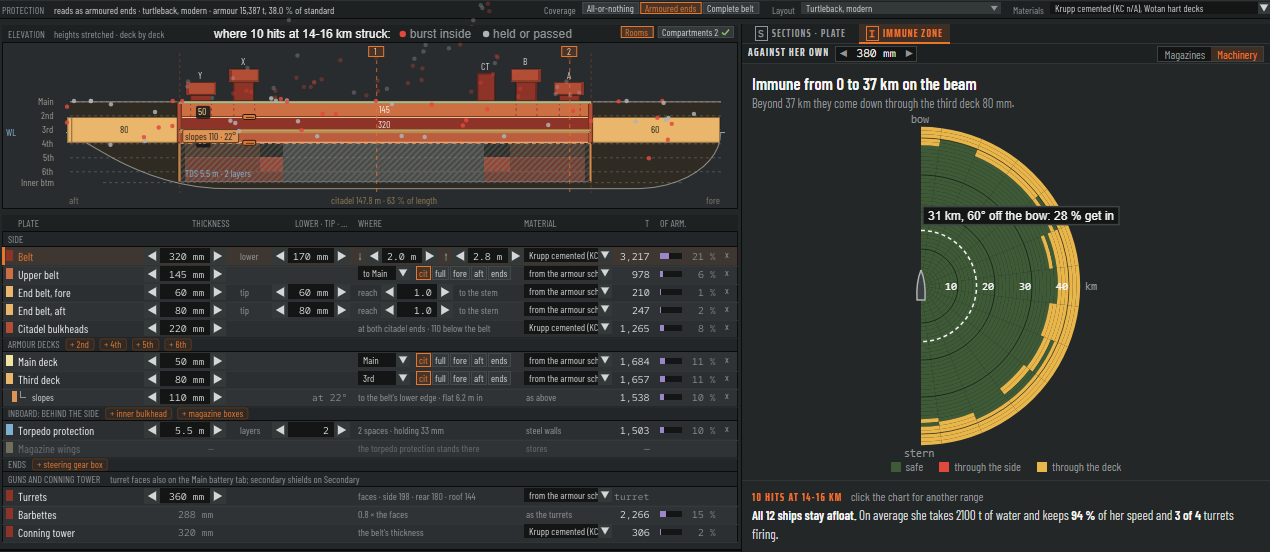 PROTECTION reads as armoured ends · turtleback, modern · armour 15,387 t, 38.0 % of standard Coverage All-or-nothing Armoured ends Complete belt Layout Turtleback, modern Materials Krupp cemented (KC n/A), Wotan hart decks
ELEVATION heights stretched · deck by deck where 10 hits at 14-16 km struck: burst inside held or passed Rooms Compartments 2 ✓
S SECTIONS · PLATE I IMMUNE ZONE
AGAINST HER OWN 380 mm Magazines Machinery
Immune from 0 to 37 km on the beam
Beyond 37 km they come down through the third deck 80 mm.
1 2
Y X CT B A
Main
2nd
3rd
4th
5th
6th
Inner btm
WL
50 145
320
80 60
slopes 110 · 22°
TDS 5.5 m · 2 layers
aft citadel 147.8 m · 63 % of length fore
bow
31 km, 60° off the bow: 28 % get in
10 20 30 40 km
stern
safe through the side through the deck
PLATE THICKNESS LOWER · TIP · ... WHERE MATERIAL T OF ARM.
SIDE
Belt 320 mm lower 170 mm ↓ 2.0 m ↑ 2.8 m Krupp cemented (KC 3,217 21 % x
Upper belt 145 mm to Main cit full fore aft ends from the armour sch 978 6 % x
End belt, fore 60 mm tip 60 mm reach 1.0 to the stem from the armour sch 210 1 % x
End belt, aft 80 mm tip 80 mm reach 1.0 to the stern from the armour sch 247 2 % x
Citadel bulkheads 220 mm at both citadel ends · 110 below the belt Krupp cemented (KC 1,265 8 % x
ARMOUR DECKS + 2nd + 4th + 5th + 6th
Main deck 50 mm Main cit full fore aft ends from the armour sch 1,684 11 % x
Third deck 80 mm 3rd cit full fore aft ends from the armour sch 1,657 11 % x
slopes 110 mm at 22° to the belt's lower edge · flat 6.2 m in as above 1,538 10 % x
INBOARD: BEHIND THE SIDE + inner bulkhead + magazine boxes
Torpedo protection 5.5 m layers 2 2 spaces · holding 33 mm steel walls 1,503 10 % x
Magazine wings — the torpedo protection stands there stores —
ENDS + steering gear box
GUNS AND CONNING TOWER turret faces also on the Main battery tab; secondary shields on Secondary
Turrets 360 mm faces · side 198 · rear 180 · roof 144 from the armour sch turret
Barbettes 288 mm 0.8 × the faces as the turrets 2,266 15 %
Conning tower 320 mm the belt's thickness Krupp cemented (KC 306 2 %
10 HITS AT 14-16 KM click the chart for another range
All 12 ships stay afloat. On average she takes 2100 t of water and keeps 94 % of her speed and 3 of 4 turrets
firing.